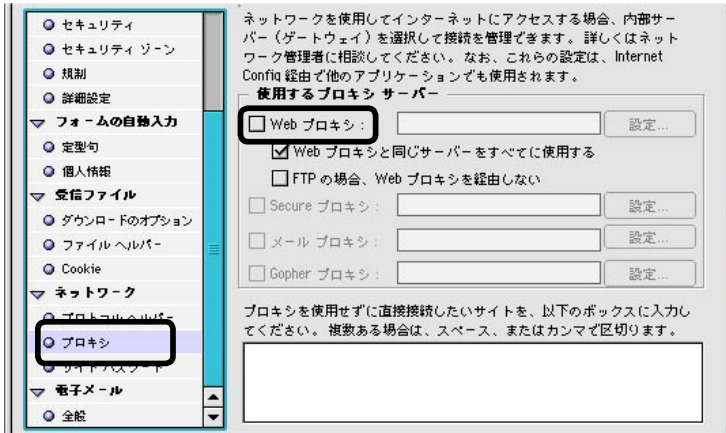 セキュリティ
セキュリティ ゾーン
規制
詳細設定
フォームの自動入力
定型句
個人情報
受信ファイル
ダウンロードのオプション
ファイル ヘルパー
Cookie
ネットワーク
プロトコル ヘルパー
プロキシ
サイト パスワード
電子メール
全般
ネットワークを使用してインターネットにアクセスする場合、内部サー
バー（ゲートウェイ）を選択して接続を管理できます。 詳しくはネット
ワーク管理者に相談してください。 なお、これらの設定は、Internet
Config 経由で他のアプリケーションでも使用されます。
使用するプロキシ サーバー
Web プロキシ： 設定...
Web プロキシと同じサーバーをすべてに使用する
FTP の場合、Web プロキシを経由しない
Secure プロキシ： 設定...
メール プロキシ： 設定...
Gopher プロキシ： 設定...
プロキシを使用せずに直接接続したいサイトを、以下のボックスに入力し
てください。 複数ある場合は、スペース、またはカンマで区切ります。